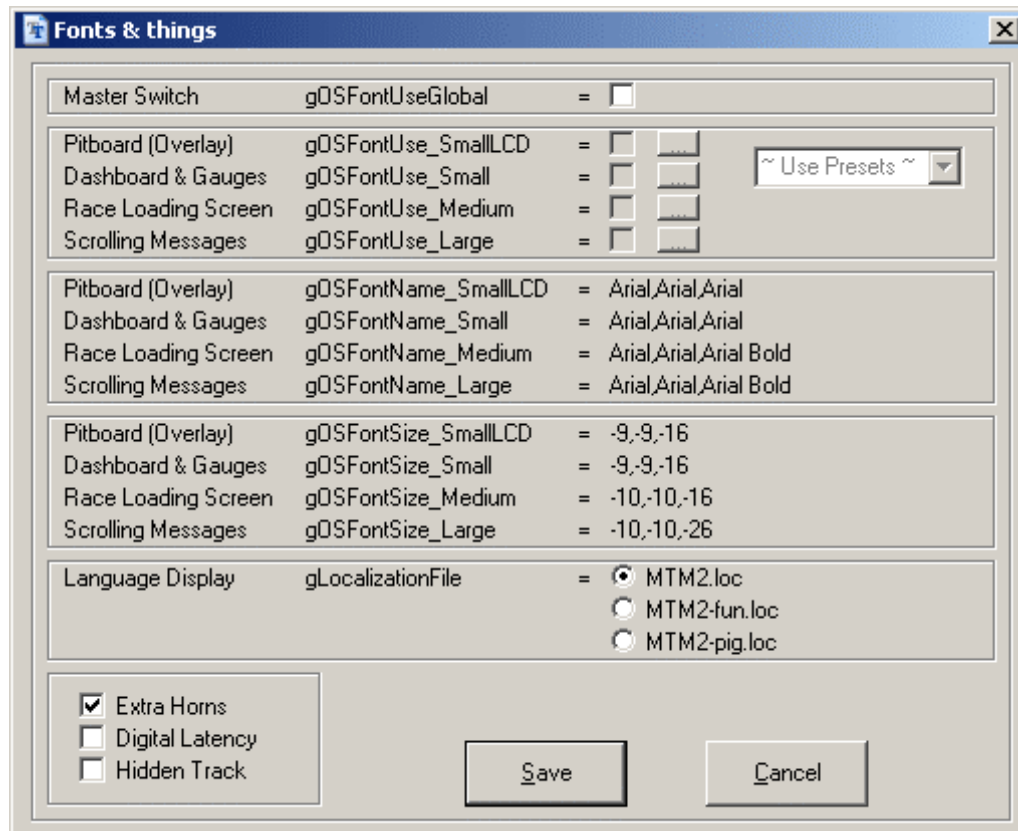 Fonts & things
Master Switch gOSFontUseGlobal =
Pitboard (Overlay) gOSFontUse_SmallLCD = ...
~ Use Presets ~
Dashboard & Gauges gOSFontUse_Small = ...
Race Loading Screen gOSFontUse_Medium = ...
Scrolling Messages gOSFontUse_Large = ...
Pitboard (Overlay) gOSFontName_SmallLCD = Arial,Arial,Arial
Dashboard & Gauges gOSFontName_Small = Arial,Arial,Arial
Race Loading Screen gOSFontName_Medium = Arial,Arial,Arial Bold
Scrolling Messages gOSFontName_Large = Arial,Arial,Arial Bold
Pitboard (Overlay) gOSFontSize_SmallLCD = -9,-9,-16
Dashboard & Gauges gOSFontSize_Small = -9,-9,-16
Race Loading Screen gOSFontSize_Medium = -10,-10,-16
Scrolling Messages gOSFontSize_Large = -10,-10,-26
Language Display gLocalizationFile = MTM2.loc
MTM2-fun.loc
MTM2-pig.loc
Extra Horns
Digital Latency
Hidden Track
Save Cancel